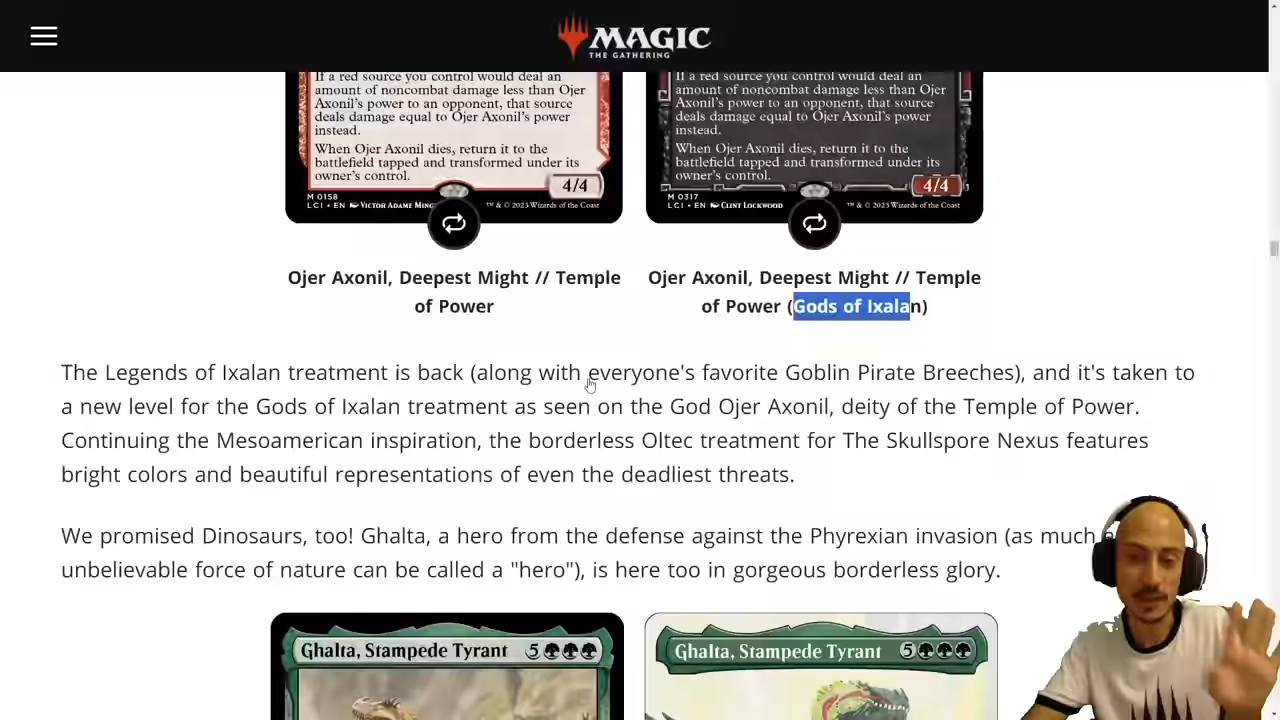 MAGIC
THE GATHERING
If a red source you control would deal an
amount of noncombat damage less than Ojer
Axonil's power to an opponent, that source
deals damage equal to Ojer Axonil's power
instead.
When Ojer Axonil dies, return it to the
battlefield tapped and transformed under its
owner's control.
4/4
M 0158
LCI • EN Victor Adame Ming
™ & © 2023 Wizards of the Coast
If a red source you control would deal an
amount of noncombat damage less than Ojer
Axonil's power to an opponent, that source
deals damage equal to Ojer Axonil's power
instead.
When Ojer Axonil dies, return it to the
battlefield tapped and transformed under its
owner's control.
4/4
M 0317
LCI • EN Clint Lockwood
™ & © 2023 Wizards of the Coast
Ojer Axonil, Deepest Might // Temple
of Power
Ojer Axonil, Deepest Might // Temple
of Power (Gods of Ixalan)
The Legends of Ixalan treatment is back (along with everyone's favorite Goblin Pirate Breeches), and it's taken to
a new level for the Gods of Ixalan treatment as seen on the God Ojer Axonil, deity of the Temple of Power.
Continuing the Mesoamerican inspiration, the borderless Oltec treatment for The Skullspore Nexus features
bright colors and beautiful representations of even the deadliest threats.
We promised Dinosaurs, too! Ghalta, a hero from the defense against the Phyrexian invasion (as much
unbelievable force of nature can be called a "hero"), is here too in gorgeous borderless glory.
Ghalta, Stampede Tyrant 5
Ghalta, Stampede Tyrant 5